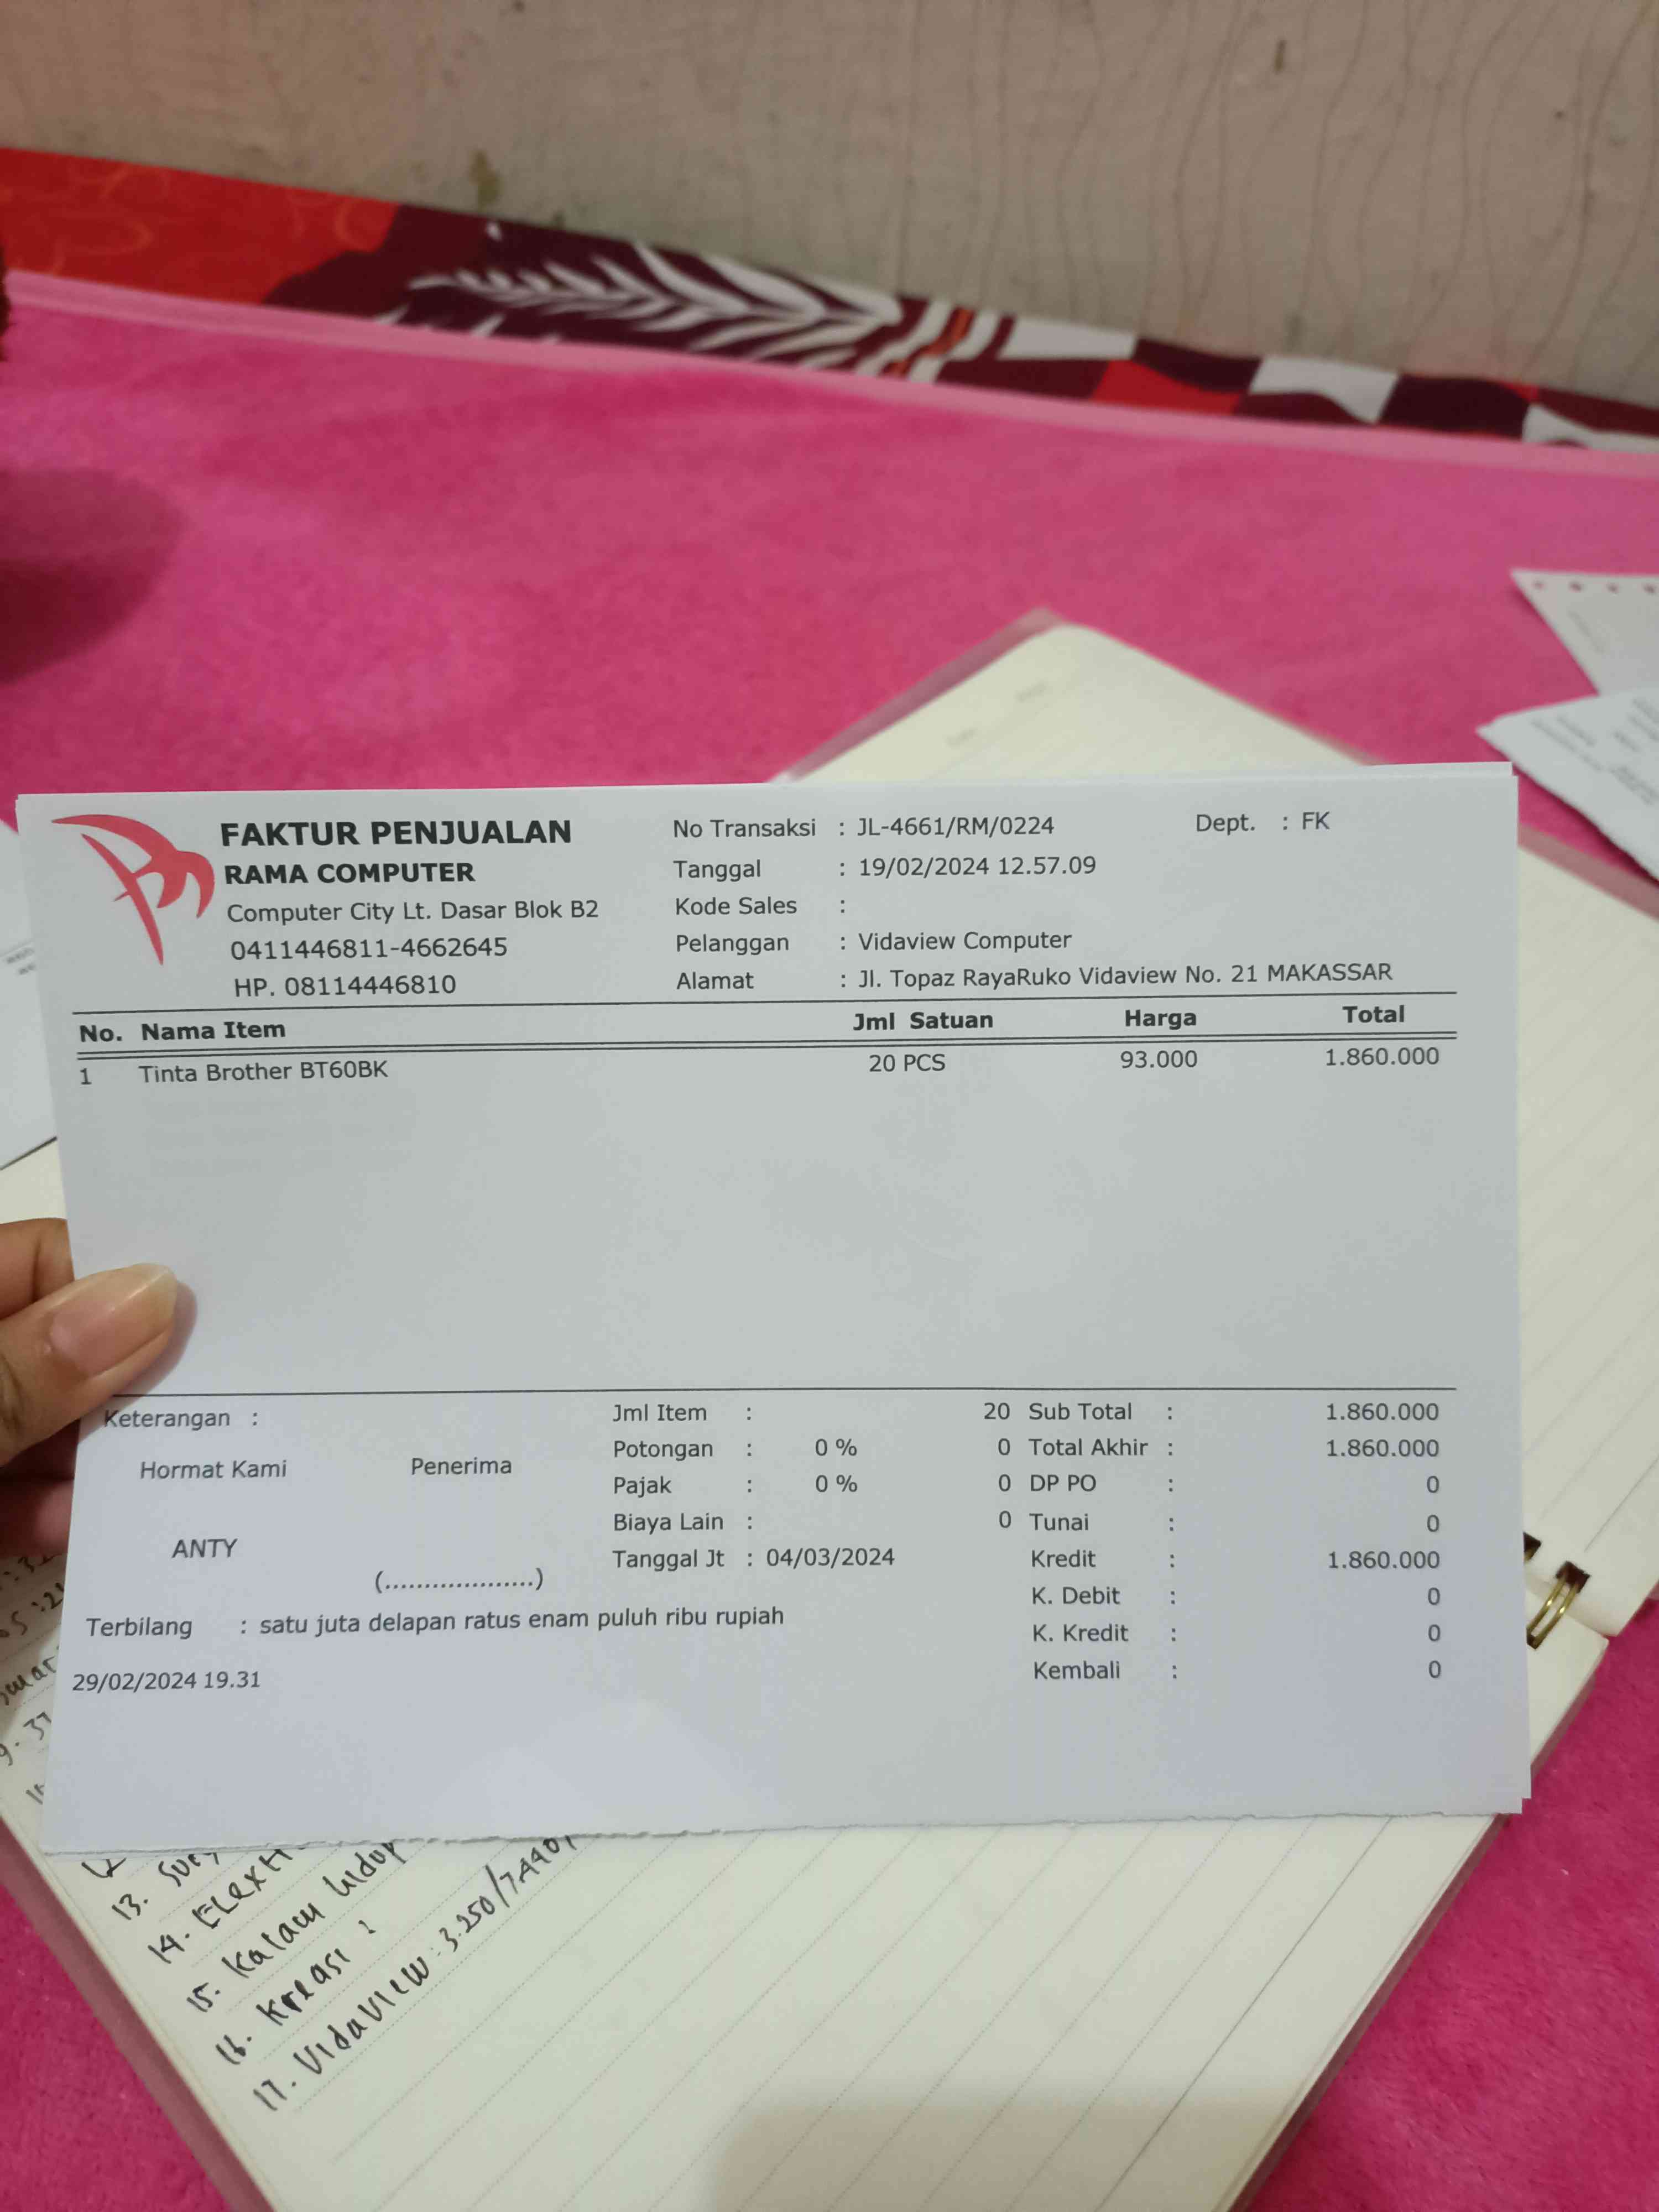 FAKTUR PENJUALAN
RAMA COMPUTER
Computer City Lt. Dasar Blok B2
0411446811-4662645
HP. 08114446810
No Transaksi : JL-4661/RM/0224 Dept. : FK
Tanggal : 19/02/2024 12.57.09
Kode Sales :
Pelanggan : Vidaview Computer
Alamat : Jl. Topaz RayaRuko Vidaview No. 21 MAKASSAR
No. Nama Item Jml Satuan Harga Total
1 Tinta Brother BT60BK 20 PCS 93.000 1.860.000
Keterangan :
Hormat Kami Penerima
ANTY
(...................)
Jml Item : 20
Potongan : 0 % 0
Pajak : 0 % 0
Biaya Lain : 0
Tanggal Jt : 04/03/2024
Sub Total : 1.860.000
Total Akhir : 1.860.000
DP PO : 0
Tunai : 0
Kredit : 1.860.000
K. Debit : 0
K. Kredit : 0
Kembali : 0
Terbilang : satu juta delapan ratus enam puluh ribu rupiah
29/02/2024 19.31
13.
14.
15. Kalam hidup
16. Kreasi :
17. Vidaview : 3.250/7.440